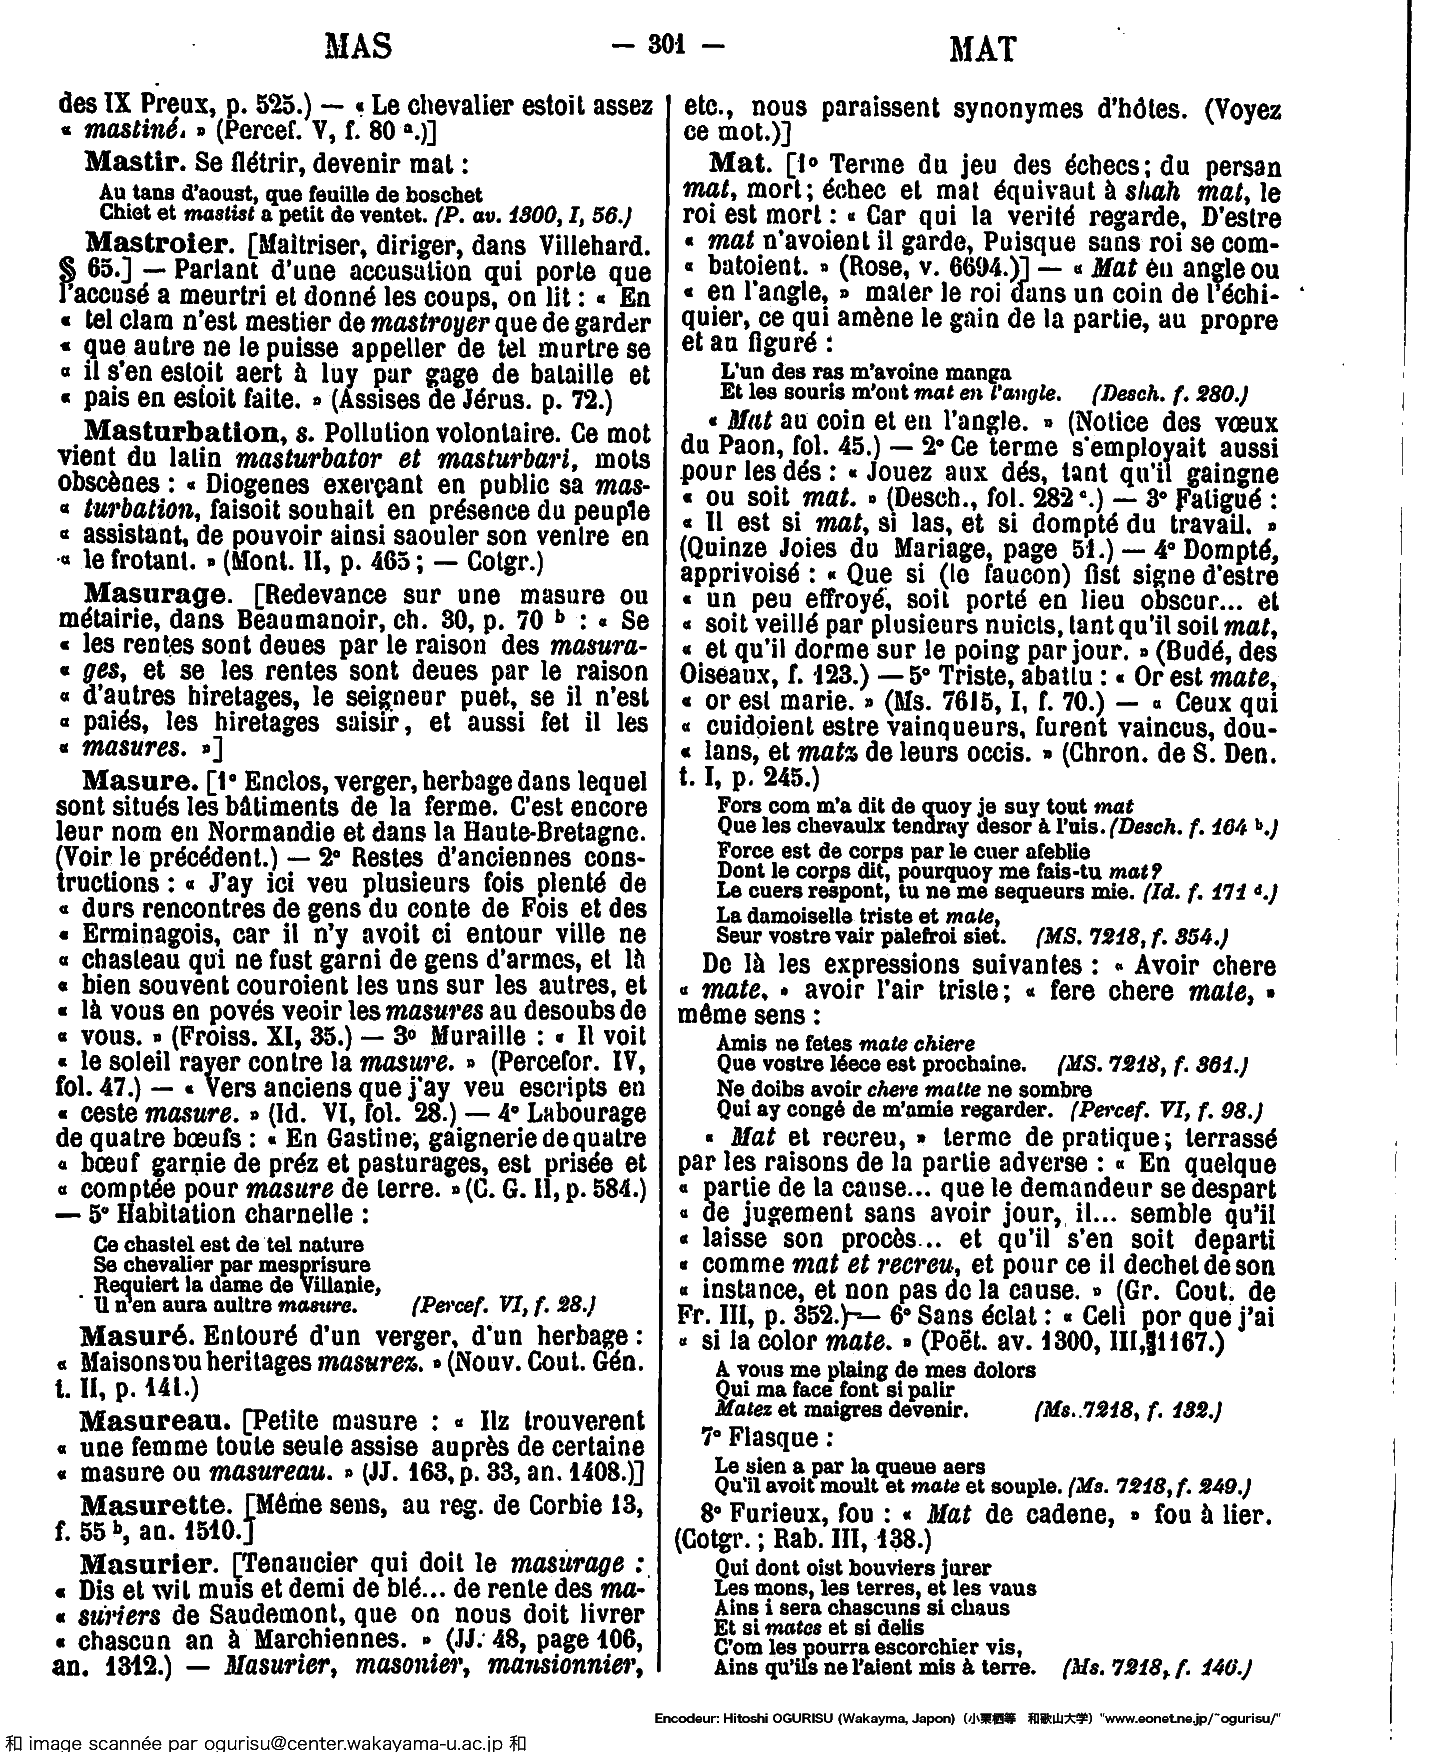 MAS — 301 — MAT
des IX Preux, p. 525.) — « Le chevalier estoit assez
« mastiné. » (Percef. V, f. 80 a.)]
Mastir. Se flétrir, devenir mat :
Au tans d'aoust, que feuille de boschet
Chiet et mastist a petit de ventet. (P. av. 1300, I, 56.)
Mastroier. [Maîtriser, diriger, dans Villehard.
§ 65.] — Parlant d'une accusation qui porte que
l'accusé a meurtri et donné les coups, on lit : « En
« tel clam n'est mestier de mastroyer que de garder
« que autre ne le puisse appeller de tel murtre se
« il s'en estoit aert à luy par gage de bataille et
« pais en estoit faite. » (Assises de Jérus. p. 72.)
Masturbation, s. Pollution volontaire. Ce mot
vient du latin masturbator et masturbari, mots
obscènes : « Diogenes exerçant en public sa mas-
« turbation, faisoit souhait en présence du peuple
« assistant, de pouvoir ainsi saouler son ventre en
« le frotant. » (Mont. II, p. 465 ; — Cotgr.)
Masurage. [Redevance sur une masure ou
métairie, dans Beaumanoir, ch. 30, p. 70 b : « Se
« les rentes sont deues par le raison des masura-
« ges, et se les rentes sont deues par le raison
« d'autres hiretages, le seigneur puet, se il n'est
« paiés, les hiretages saisir, et aussi fet il les
« masures. »]
Masure. [1º Enclos, verger, herbage dans lequel
sont situés les bâtiments de la ferme. C'est encore
leur nom en Normandie et dans la Haute-Bretagne.
(Voir le précédent.) — 2º Restes d'anciennes cons-
tructions : « J'ay ici veu plusieurs fois plenté de
« durs rencontres de gens du conte de Fois et des
« Erminagois, car il n'y avoit ci entour ville ne
« chasteau qui ne fust garni de gens d'armes, et là
« bien souvent couroient les uns sur les autres, et
« là vous en povés veoir les masures au desoubs de
« vous. » (Froiss. XI, 35.) — 3º Muraille : « Il voit
« le soleil rayer contre la masure. » (Percefor. IV,
fol. 47.) — « Vers anciens que j'ay veu escripts en
« ceste masure. » (Id. VI, fol. 28.) — 4º Labourage
de quatre bœufs : « En Gastine, gaignerie de quatre
« bœuf garnie de préz et pasturages, est prisée et
« comptée pour masure de terre. » (C. G. II, p. 584.)
— 5º Habitation charnelle :
Ce chastel est de tel nature
Se chevalier par mesprisure
Requiert la dame de Villanie,
Il n'en aura aultre masure. (Percef. VI, f. 28.)
Masuré. Entouré d'un verger, d'un herbage :
« Maisons ou heritages masurez. » (Nouv. Cout. Gén.
t. II, p. 141.)
Masureau. [Petite masure : « Ilz trouverent
« une femme toute seule assise auprès de certaine
« masure ou masureau. » (JJ. 163, p. 33, an. 1408.)]
Masurette. [Même sens, au reg. de Corbie 13,
f. 55 b, an. 1510.]
Masurier. [Tenancier qui doit le masurage :
« Dis et wit muis et demi de blé... de rente des ma-
« suriers de Saudemont, que on nous doit livrer
« chascun an à Marchiennes. » (JJ. 48, page 106,
an. 1312.) — Masurier, masonier, mansionnier,
etc., nous paraissent synonymes d'hôtes. (Voyez
ce mot.)]
Mat. [1º Terme du jeu des échecs ; du persan
mat, mort ; échec et mat équivaut à shah mat, le
roi est mort : « Car qui la verité regarde, D'estre
« mat n'avoient il garde, Puisque sans roi se com-
« batoient. » (Rose, v. 6694.)] — « Mat en angle ou
« en l'angle, » mater le roi dans un coin de l'échi-
quier, ce qui amène le gain de la partie, au propre
et au figuré :
L'un des ras m'avoine manga
Et les souris m'ont mat en l'angle. (Desch. f. 280.)
« Mat au coin et en l'angle. » (Notice des vœux
du Paon, fol. 45.) — 2º Ce terme s'employait aussi
pour les dés : « Jouez aux dés, tant qu'il gaingne
« ou soit mat. » (Desch., fol. 282 c.) — 3º Fatigué :
« Il est si mat, si las, et si dompté du travail. »
(Quinze Joies du Mariage, page 51.) — 4º Dompté,
apprivoisé : « Que si (le faucon) fist signe d'estre
« un peu effroyé, soit porté en lieu obscur... et
« soit veillé par plusieurs nuicts, tant qu'il soit mat,
« et qu'il dorme sur le poing par jour. » (Budé, des
Oiseaux, f. 123.) — 5º Triste, abattu : « Or est mate,
« or est marie. » (Ms. 7615, I, f. 70.) — « Ceux qui
« cuidoient estre vainqueurs, furent vaincus, dou-
« lans, et matz de leurs occis. » (Chron. de S. Den.
t. I, p. 245.)
Fors com m'a dit de quoy je suy tout mat
Que les chevaulx tendray desor à l'uis. (Desch. f. 164 b.)
Force est de corps par le cuer afeblie
Dont le corps dit, pourquoy me fais-tu mat?
Le cuers respont, tu ne me sequeurs mie. (Id. f. 171 d.)
La damoiselle triste et mate,
Seur vostre vair palefroi siet. (MS. 7218, f. 354.)
De là les expressions suivantes : « Avoir chere
« mate, » avoir l'air triste ; « fere chere mate, »
même sens :
Amis ne fetes mate chiere
Que vostre léece est prochaine. (MS. 7218, f. 361.)
Ne doibs avoir chere matte ne sombre
Qui ay congé de m'amie regarder. (Percef. VI, f. 98.)
« Mat et recreu, » terme de pratique ; terrassé
par les raisons de la partie adverse : « En quelque
« partie de la cause... que le demandeur se despart
« de jugement sans avoir jour, il... semble qu'il
« laisse son procès... et qu'il s'en soit departi
« comme mat et recreu, et pour ce il dechet de son
« instance, et non pas de la cause. » (Gr. Cout. de
Fr. III, p. 352.) — 6º Sans éclat : « Celi por que j'ai
« si la color mate. » (Poët. av. 1300, III, 1167.)
A vous me plaing de mes dolors
Qui ma face font si palir
Matez et maigres devenir. (Ms. 7218, f. 132.)
7º Flasque :
Le sien a par la queue aers
Qu'il avoit moult et mate et souple. (Ms. 7218, f. 249.)
8º Furieux, fou : « Mat de cadene, » fou à lier.
(Cotgr. ; Rab. III, 138.)
Qui dont oist bouviers jurer
Les mons, les terres, et les vaus
Ains i sera chascuns si chaus
Et si mates et si delis
C'om les pourra escorchier vis,
Ains qu'ils ne l'aient mis à terre. (Ms. 7218, f. 146.)
Encodeur: Hitoshi OGURISU (Wakayma, Japon) (小栗栖等 和歌山大学) "www.eonet.ne.jp/~ogurisu/"
和 image scannée par ogurisu@center.wakayama-u.ac.jp 和